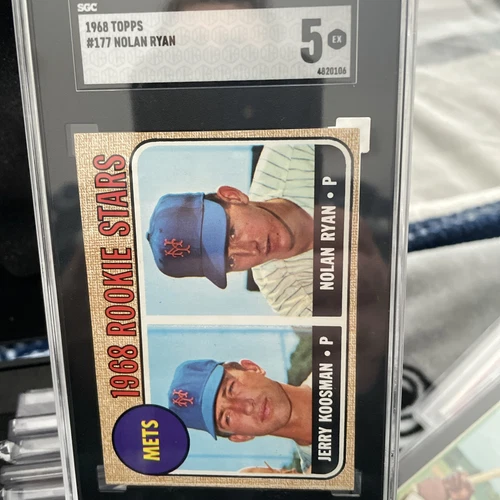 SGC
1968 TOPPS
#177 NOLAN RYAN
5 EX
4820106
1968 ROOKIE STARS
METS
JERRY KOOSMAN • P
NOLAN RYAN • P